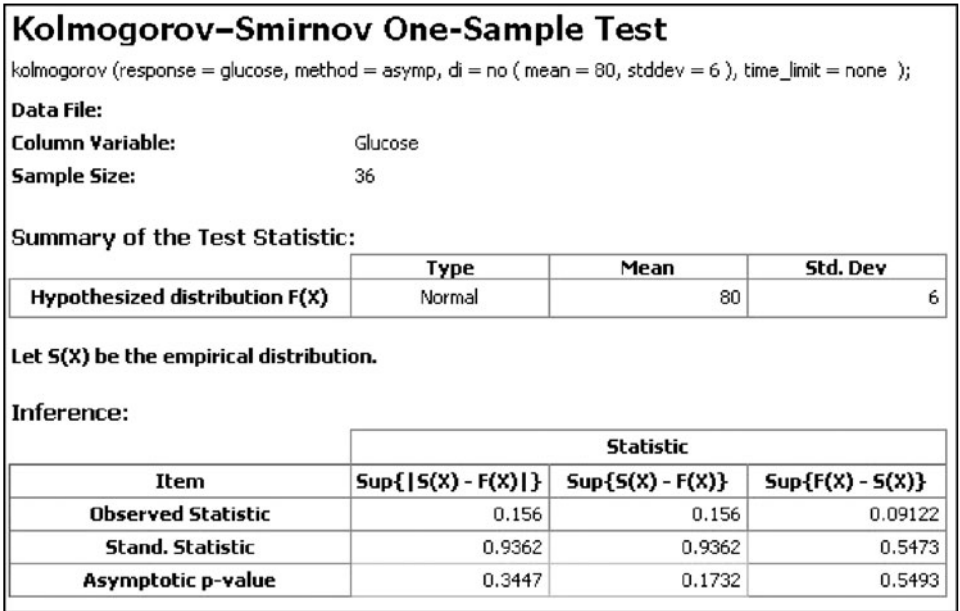 Kolmogorov–Smirnov One-Sample Test
kolmogorov (response = glucose, method = asymp, di = no ( mean = 80, stddev = 6 ), time_limit = none );
Data File:
Column Variable: Glucose
Sample Size: 36
Summary of the Test Statistic:
Type Mean Std. Dev
Hypothesized distribution F(X) Normal 80 6
Let S(X) be the empirical distribution.
Inference:
Statistic
Item Sup{|S(X) - F(X)|} Sup{S(X) - F(X)} Sup{F(X) - S(X)}
Observed Statistic 0.156 0.156 0.09122
Stand. Statistic 0.9362 0.9362 0.5473
Asymptotic p-value 0.3447 0.1732 0.5493